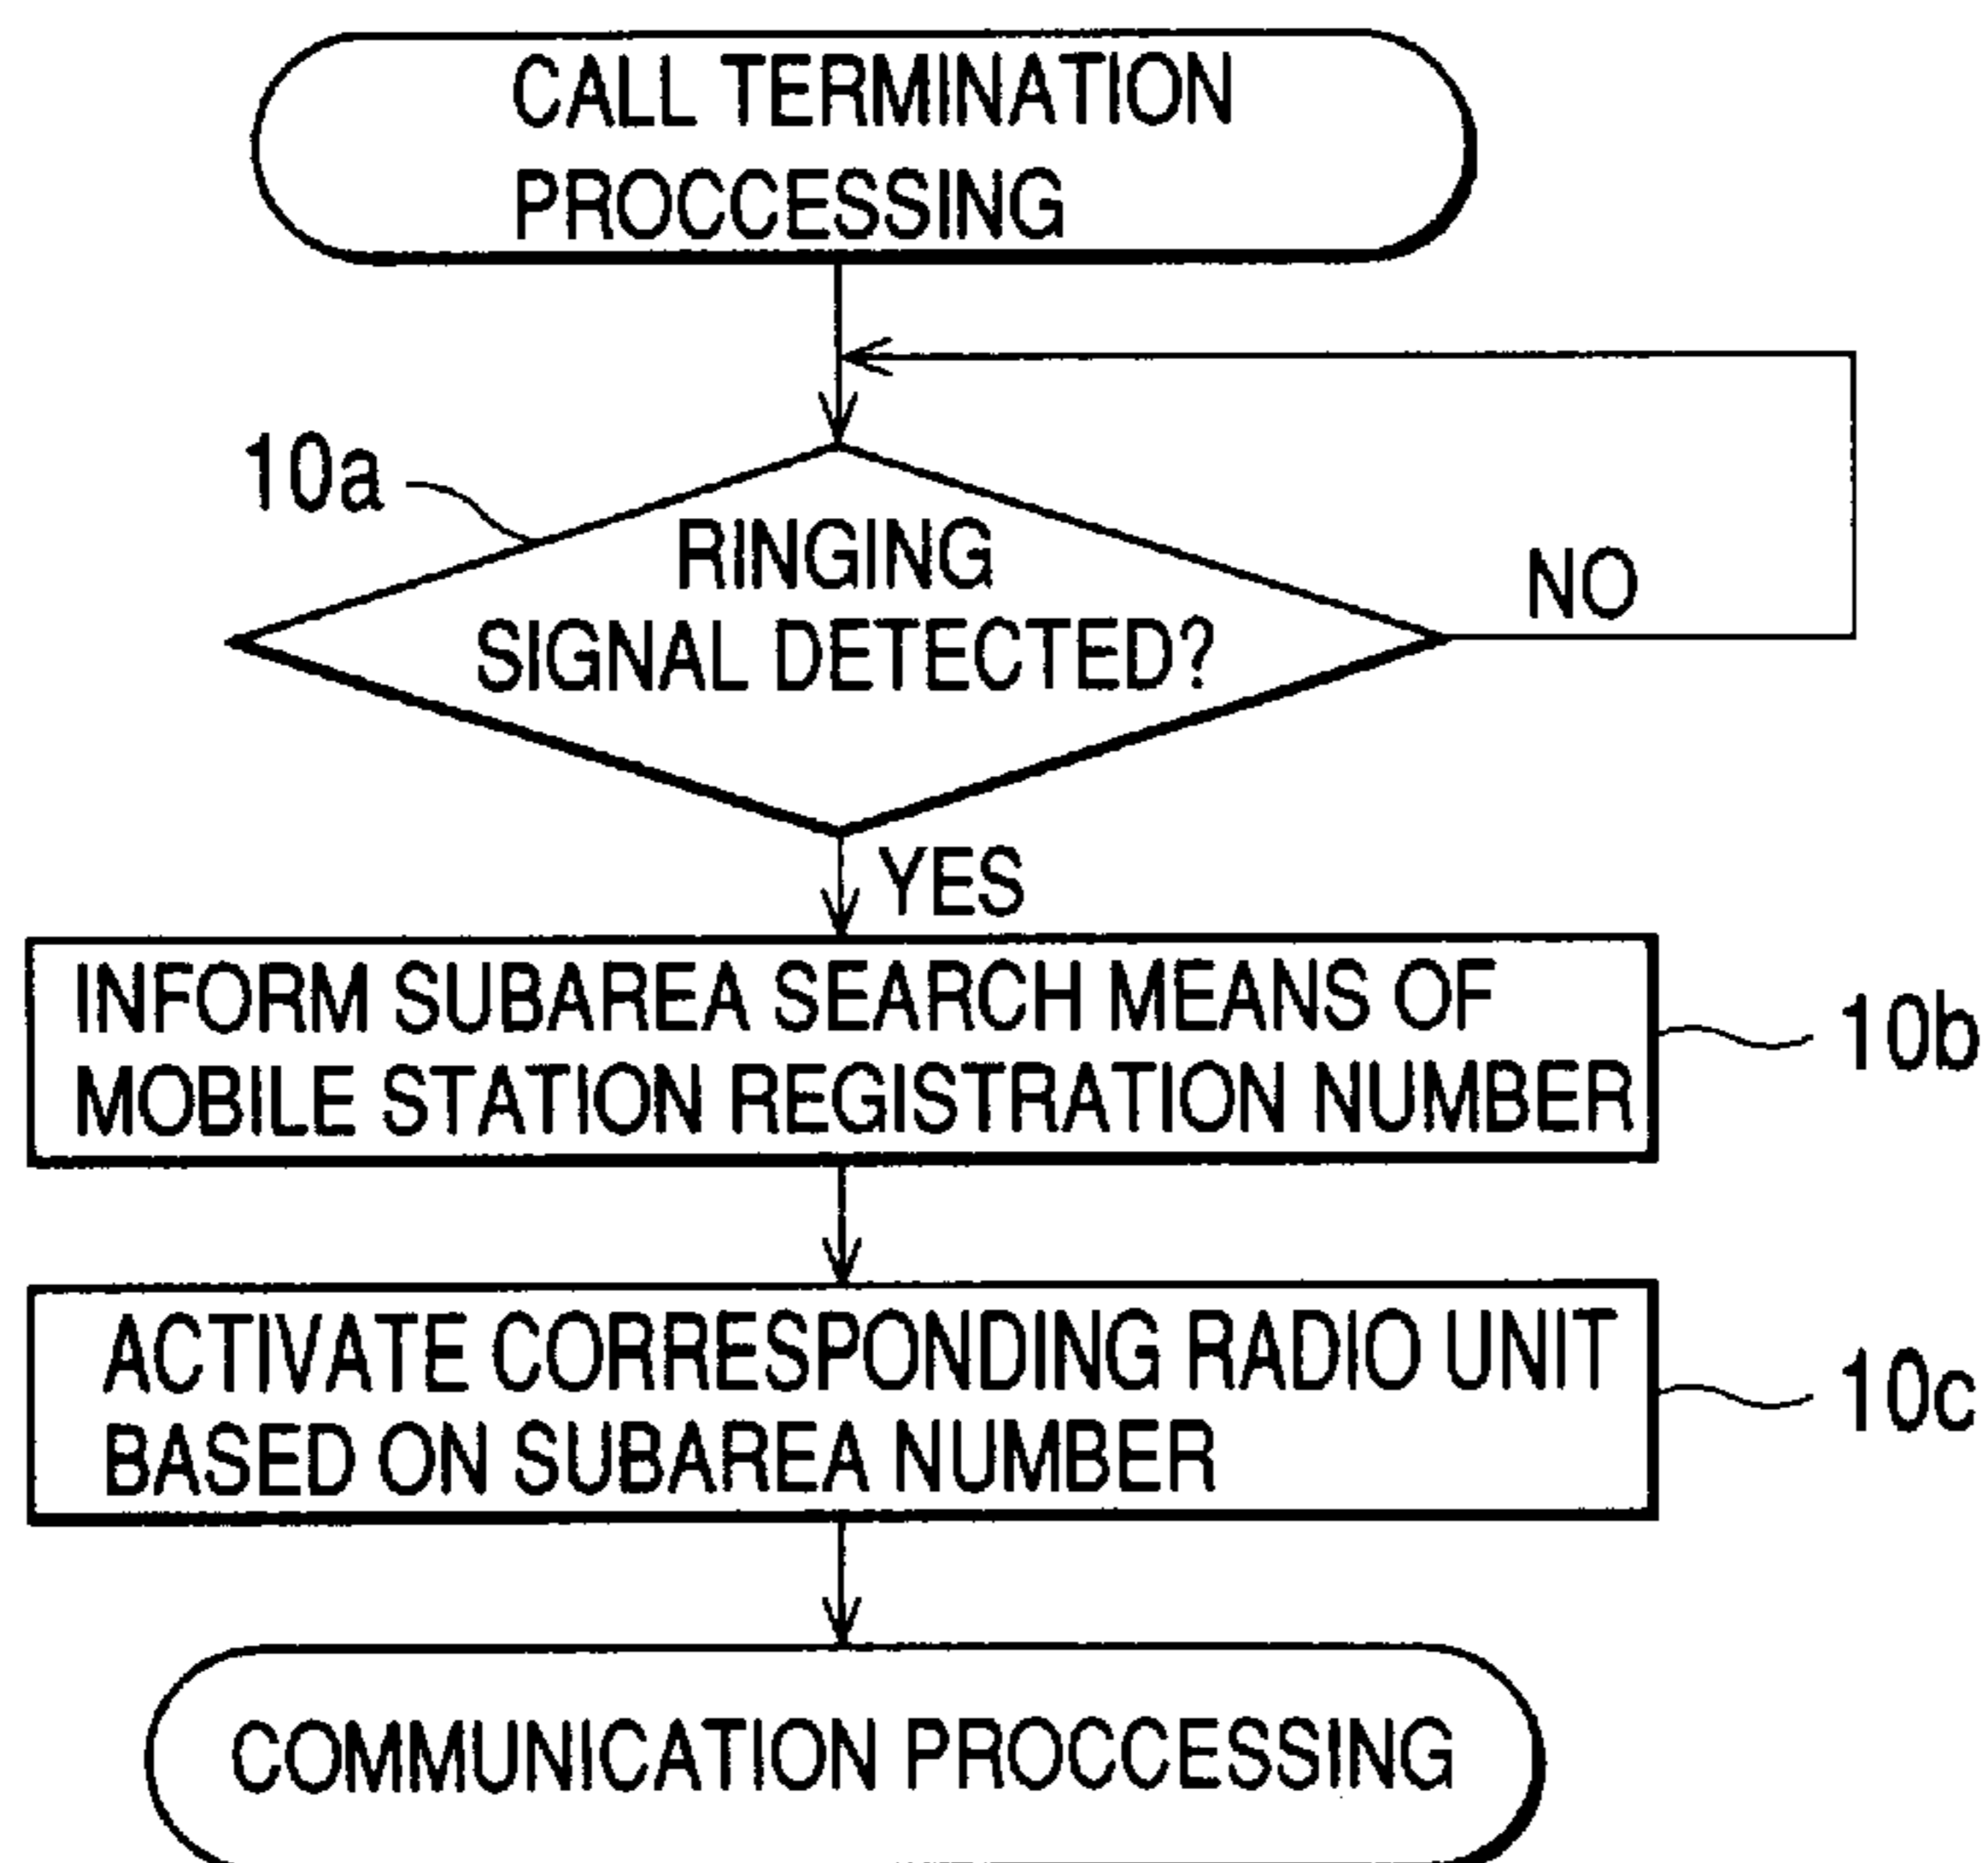 CALL TERMINATION
PROCCESSING
10a
RINGING
SIGNAL DETECTED?
NO
YES
INFORM SUBAREA SEARCH MEANS OF
MOBILE STATION REGISTRATION NUMBER
10b
ACTIVATE CORRESPONDING RADIO UNIT
BASED ON SUBAREA NUMBER
10c
COMMUNICATION PROCCESSING